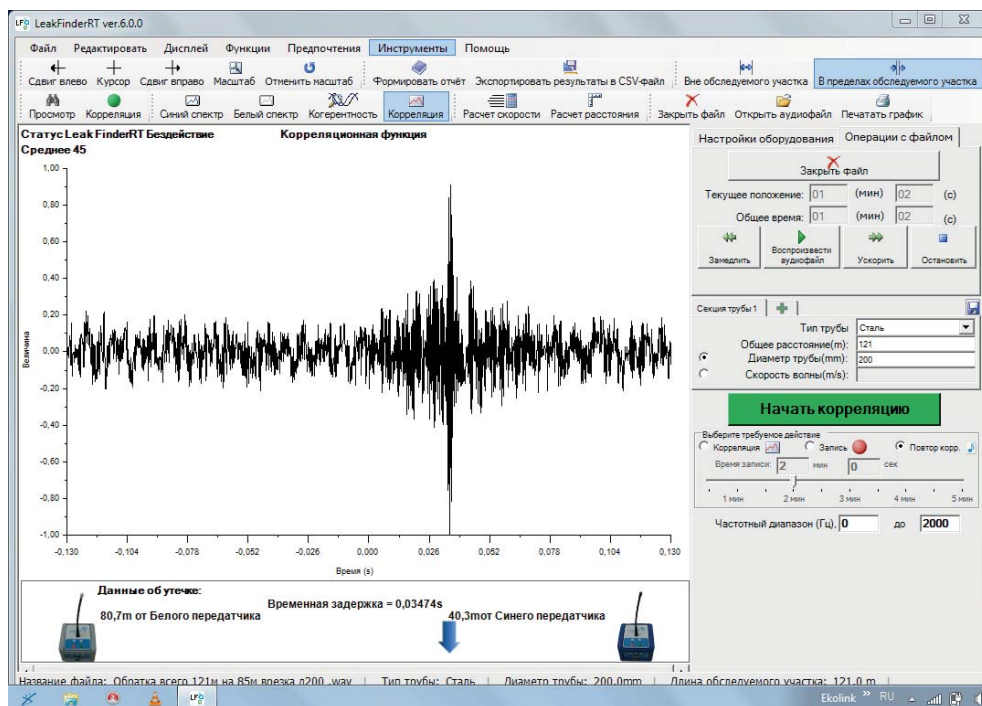 LeakFinderRT ver.6.0.0
Файл Редактировать Дисплей Функции Предпочтения Инструменты Помощь
Сдвиг влево Курсор Сдвиг вправо Масштаб Отменить масштаб Формировать отчёт Экспортировать результаты в CSV-файл Вне обследуемого участка В пределах обследуемого участка
Просмотр Корреляция Синий спектр Белый спектр Когерентность Корреляция Расчет скорости Расчет расстояния Закрыть файл Открыть аудиофайл Печатать график
Статус Leak FinderRT Бездействие Корреляционная функция
Среднее 45
1,00
0,80
0,60
0,40
0,20
0,00
-0,20
-0,40
-0,60
-0,80
-1,00
Величина
-0,130 -0,104 -0,078 -0,052 -0,026 0,000 0,026 0,052 0,078 0,104 0,130
Время (s)
Данные об утечке:
Временная задержка = 0,03474s
80,7m от Белого передатчика 40,3mот Синего передатчика
Настройки оборудования Операции с файлом
Закрыть файл
Текущее положение: 01 (мин) 02 (с)
Общее время: 01 (мин) 02 (с)
Замедлить Воспроизвести аудиофайл Ускорить Остановить
Секция трубы 1
Тип трубы Сталь
Общее расстояние(m): 121
Диаметр трубы(mm): 200
Скорость волны(m/s):
Начать корреляцию
Выберите требуемое действие
Корреляция Запись Повтор корр.
Время записи: 2 мин 0 сек
1 мин 2 мин 3 мин 4 мин 5 мин
Частотный диапазон (Гц), 0 до 2000
Название файла: Обратка всего 121м на 85м врезка д200 .wav | Тип трубы: Сталь | Диаметр трубы: 200.0mm | Длина обследуемого участка: 121.0 m |
Ekolink RU